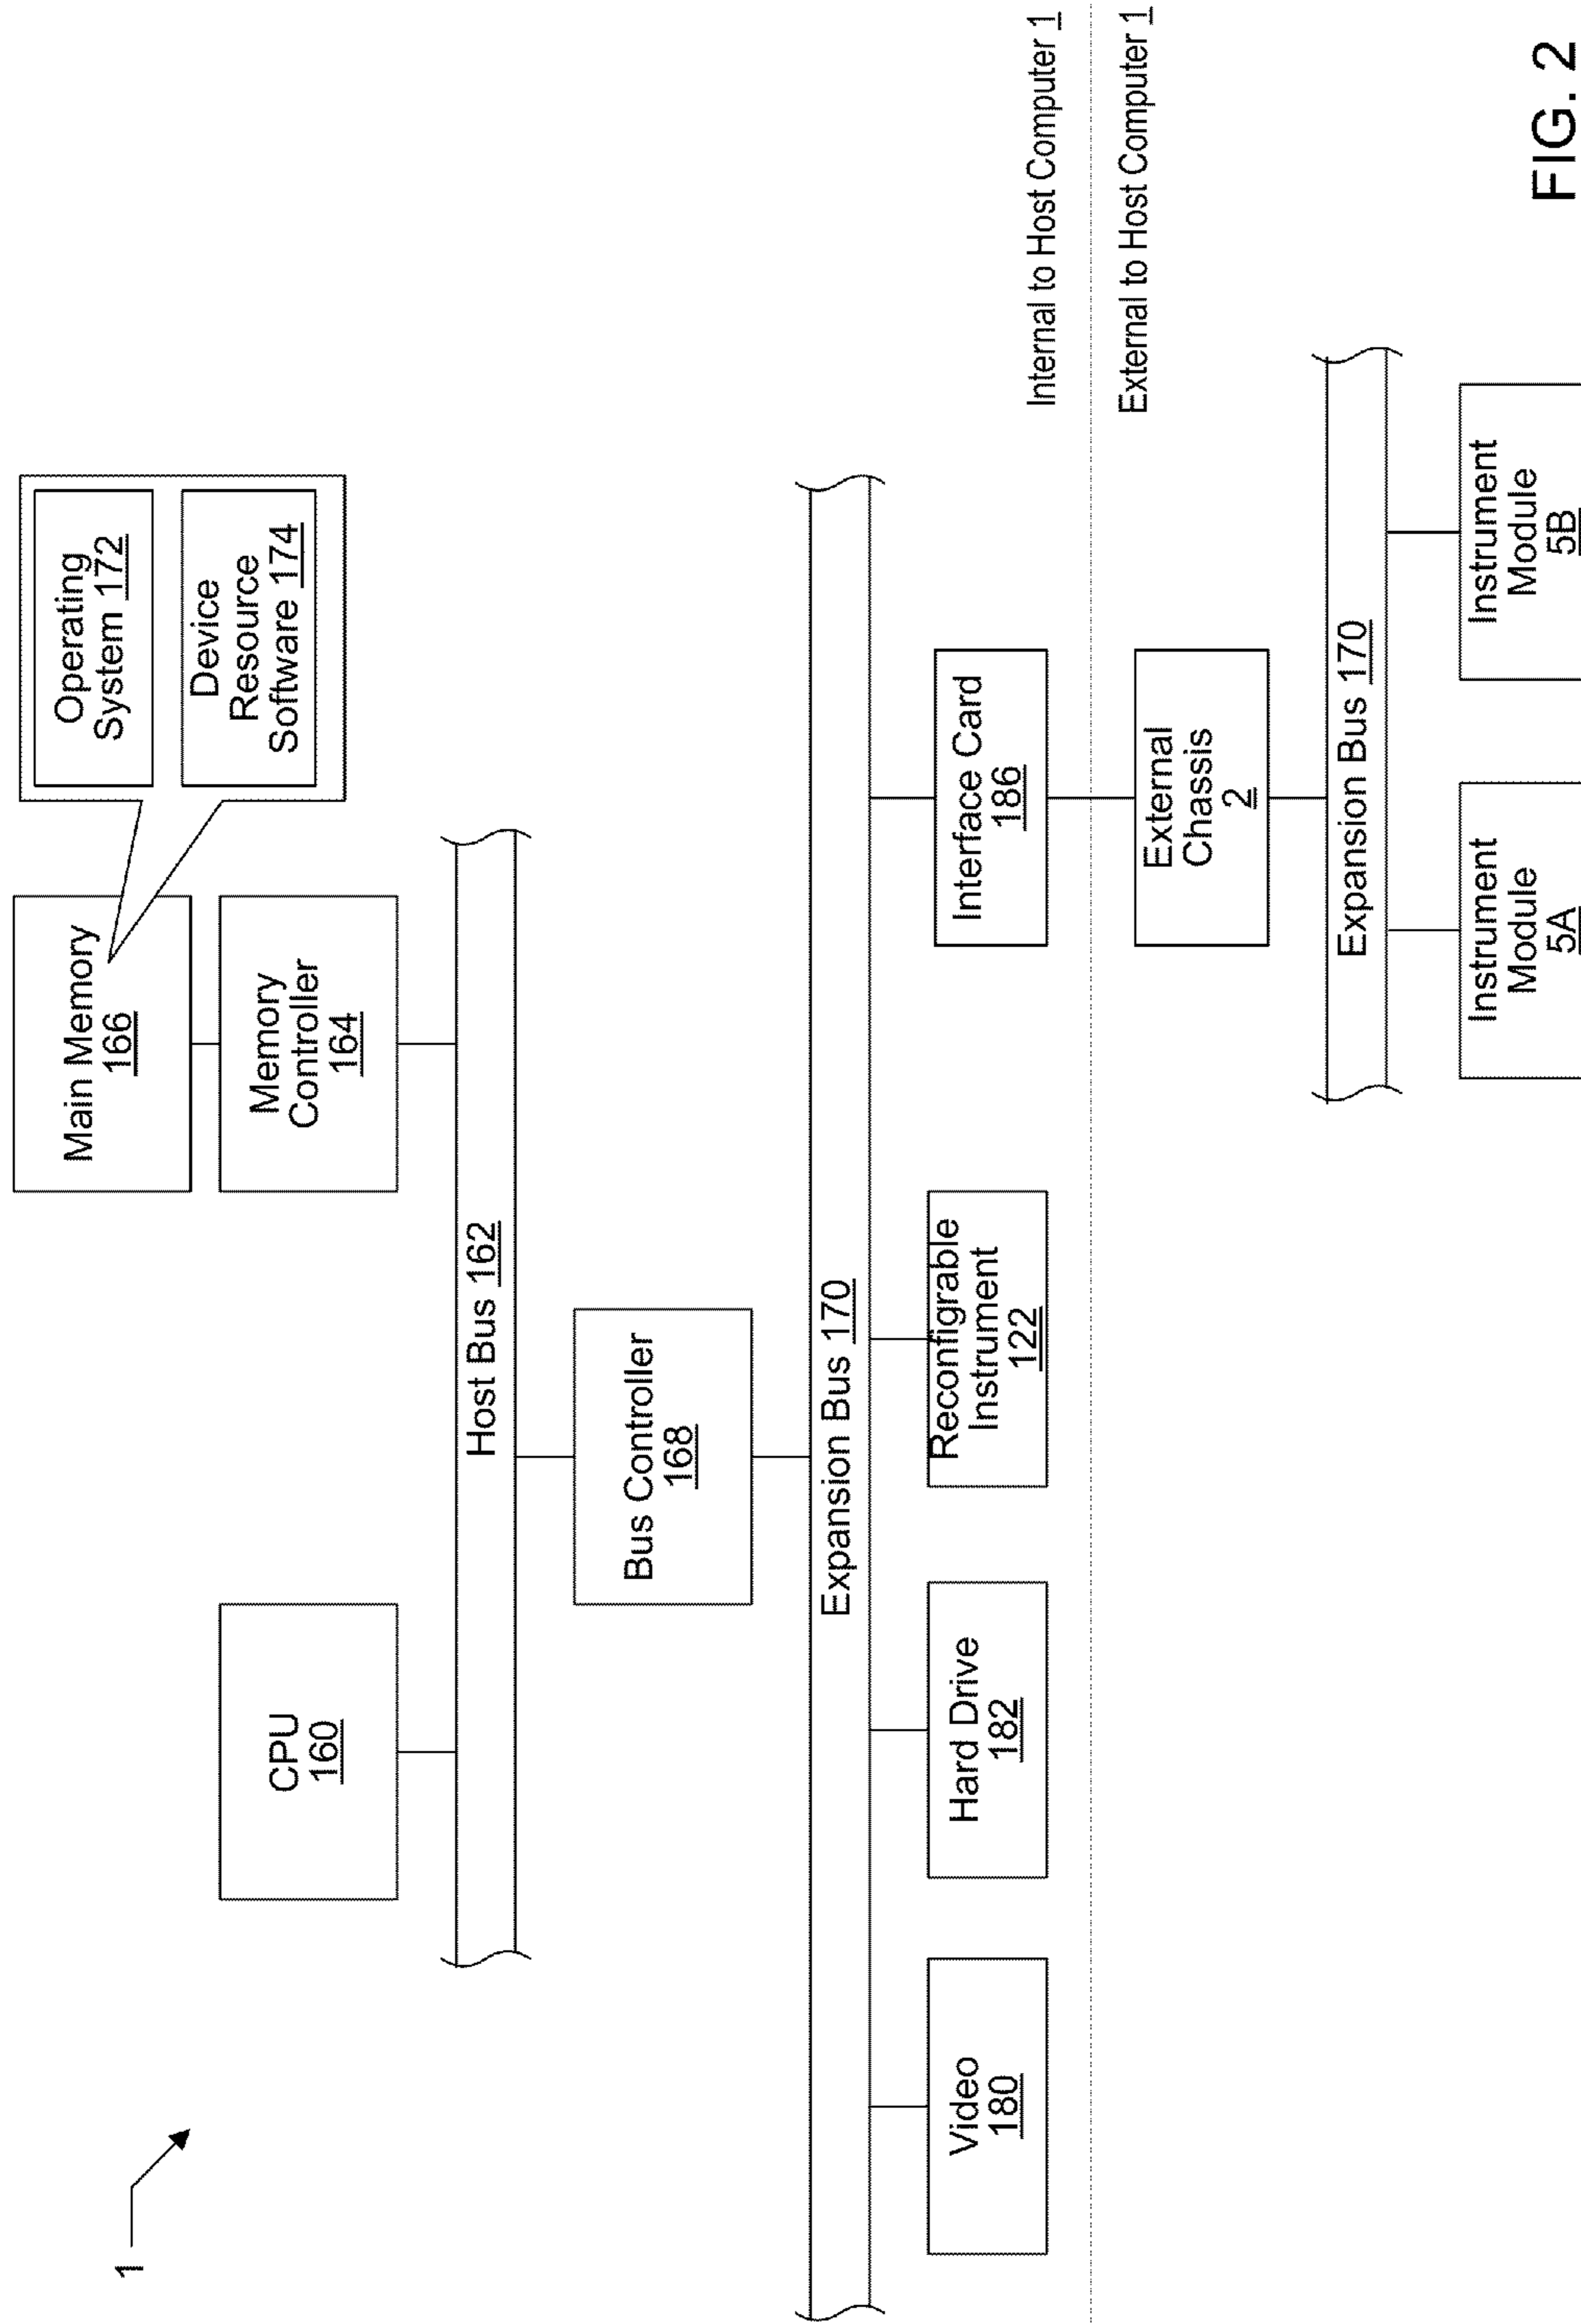 1
CPU
160
Main Memory
166
Operating
System 172
Device
Resource
Software 174
Memory
Controller
164
Host Bus 162
Bus Controller
168
Expansion Bus 170
Video
180
Hard Drive
182
Reconfigrable
Instrument
122
Interface Card
186
Internal to Host Computer 1
External to Host Computer 1
External
Chassis
2
Expansion Bus 170
Instrument
Module
5A
Instrument
Module
5B
FIG. 2